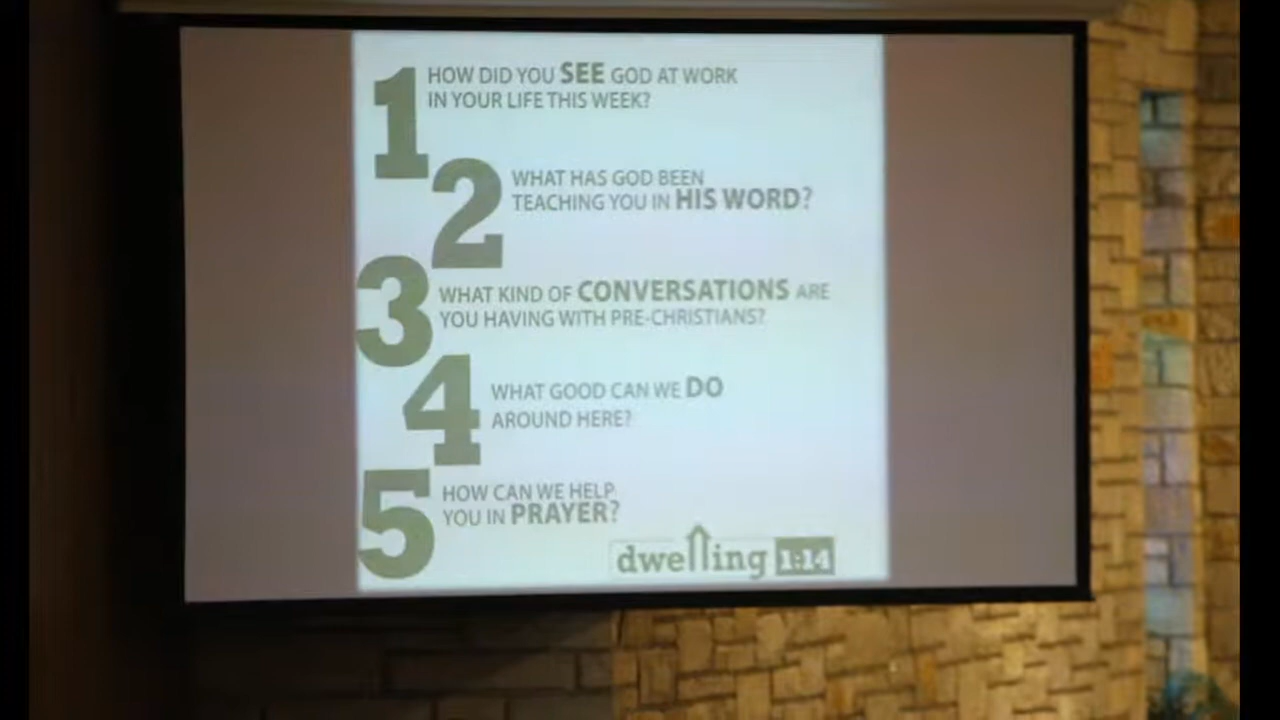 1 HOW DID YOU SEE GOD AT WORK
IN YOUR LIFE THIS WEEK?
2 WHAT HAS GOD BEEN
TEACHING YOU IN HIS WORD?
3 WHAT KIND OF CONVERSATIONS ARE
YOU HAVING WITH PRE-CHRISTIANS?
4 WHAT GOOD CAN WE DO
AROUND HERE?
5 HOW CAN WE HELP
YOU IN PRAYER?
dwelling 1:14